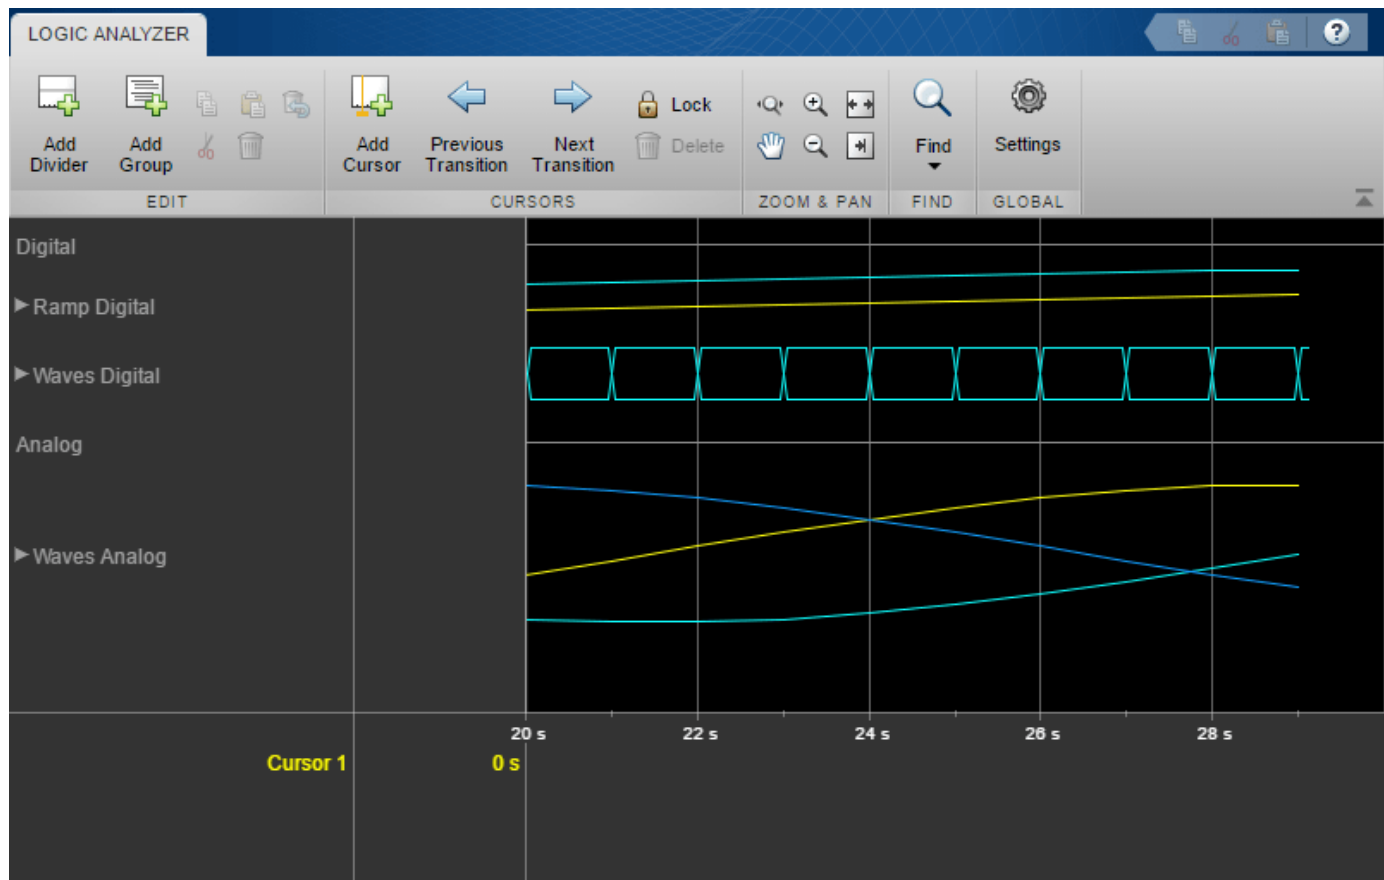 LOGIC ANALYZER
?
Add Divider
Add Group
Add Cursor
Previous Transition
Next Transition
Lock
Delete
Find
Settings
EDIT
CURSORS
ZOOM & PAN
FIND
GLOBAL
Digital
Ramp Digital
Waves Digital
Analog
Waves Analog
20 s 22 s 24 s 26 s 28 s
Cursor 1 0 s